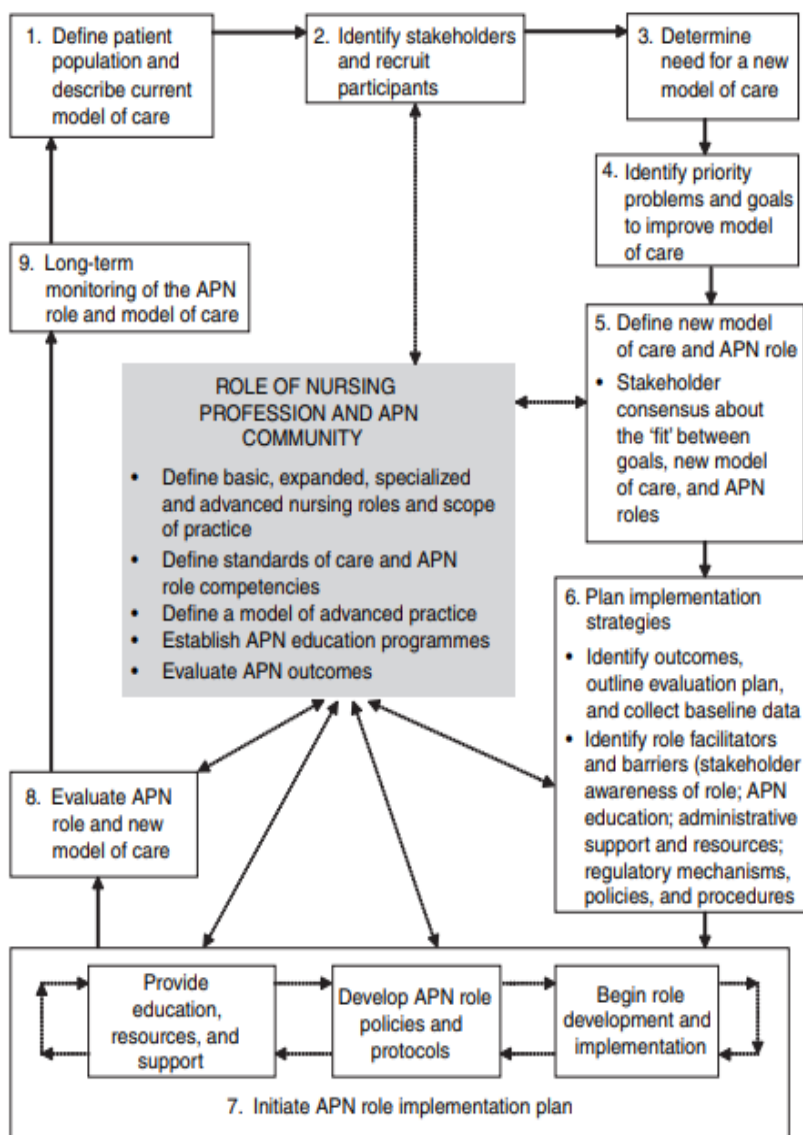 1. Define patient
population and
describe current
model of care
2. Identify stakeholders
and recruit
participants
3. Determine
need for a new
model of care
4. Identify priority
problems and goals
to improve model
of care
9. Long-term
monitoring of the APN
role and model of care
5. Define new model
of care and APN role
• Stakeholder
consensus about
the ‘fit’ between
goals, new model
of care, and APN
roles
ROLE OF NURSING
PROFESSION AND APN
COMMUNITY
• Define basic, expanded, specialized
and advanced nursing roles and scope
of practice
• Define standards of care and APN
role competencies
• Define a model of advanced practice
• Establish APN education programmes
• Evaluate APN outcomes
6. Plan implementation
strategies
• Identify outcomes,
outline evaluation plan,
and collect baseline data
• Identify role facilitators
and barriers (stakeholder
awareness of role; APN
education; administrative
support and resources;
regulatory mechanisms,
policies, and procedures
8. Evaluate APN
role and new
model of care
Provide
education,
resources, and
support
Develop APN role
policies and
protocols
Begin role
development and
implementation
7. Initiate APN role implementation plan